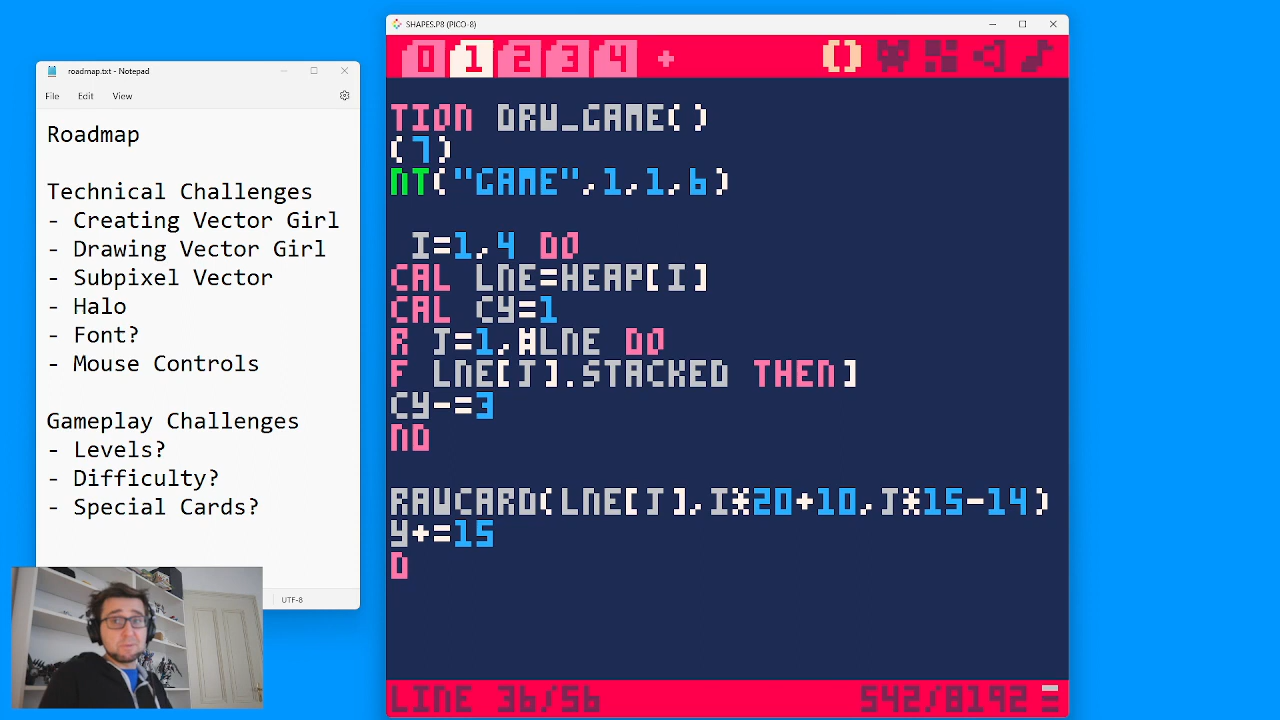 SHAPES.P8 (PICO-8)
0 1 2 3 4 +
TION DRW_GAME()
(7)
NT("GAME",1,1,6)
I=1,4 DO
CAL LNE=HEAP[I]
CAL CY=1
R J=1,#LNE DO
F LNE[J].STACKED THEN]
CY-=3
ND
RAWCARD(LNE[J],I*20+10,J*15-14)
Y+=15
D
LINE 36/56
542/8192
roadmap.txt - Notepad
File Edit View
Roadmap
Technical Challenges
- Creating Vector Girl
- Drawing Vector Girl
- Subpixel Vector
- Halo
- Font?
- Mouse Controls
Gameplay Challenges
- Levels?
- Difficulty?
- Special Cards?
UTF-8